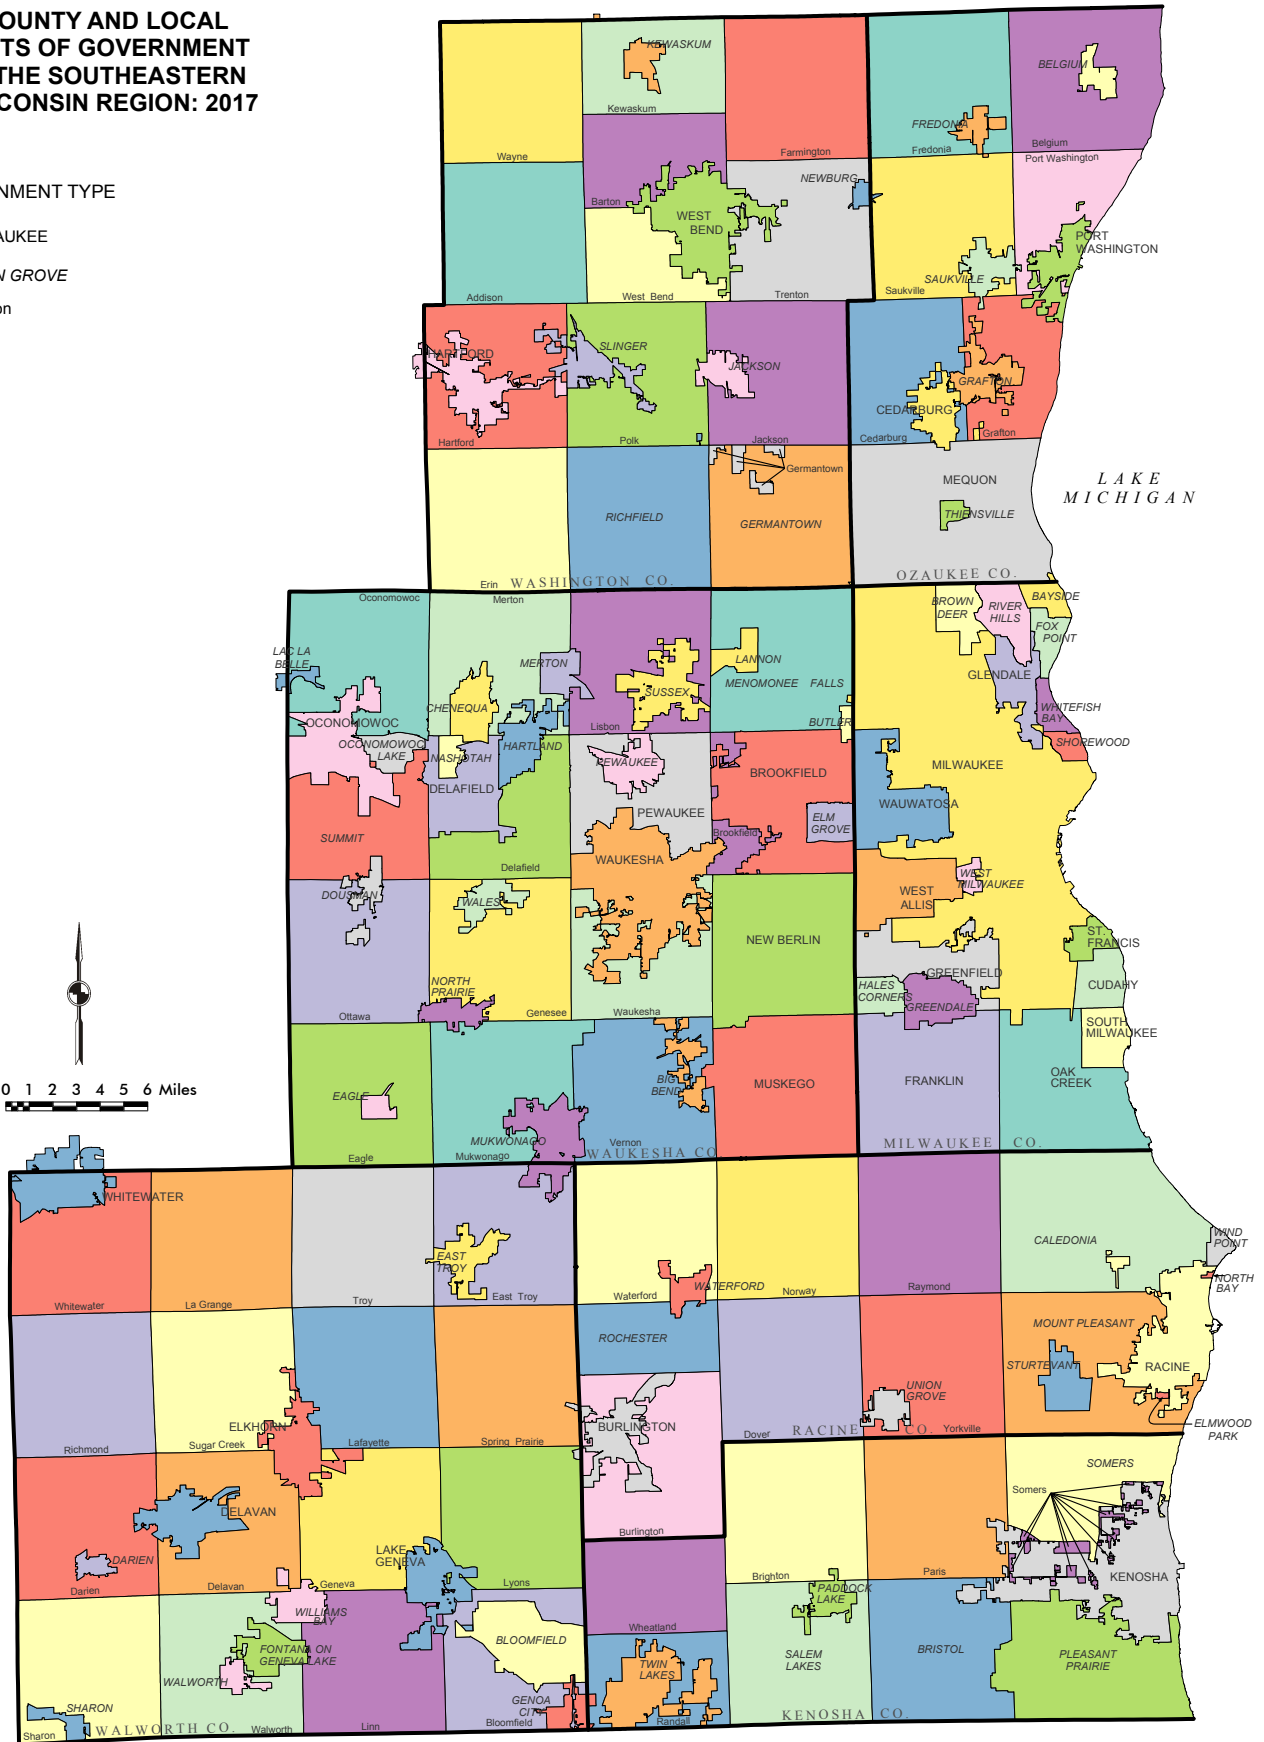 OUNTY AND LOCAL
TS OF GOVERNMENT
THE SOUTHEASTERN
CONSIN REGION: 2017
NMENT TYPE
AUKEE
N GROVE
on
KEWASKUM
Kewaskum
Wayne
Farmington
BELGIUM
FREDONIA
Fredonia
Belgium
Port Washington
Barton
NEWBURG
WEST
BEND
PORT
WASHINGTON
SAUKVILLE
Saukville
Addison
West Bend
Trenton
HARTFORD
SLINGER
JACKSON
GRAFTON
CEDARBURG
Hartford
Polk
Jackson
Cedarburg
Grafton
Germantown
MEQUON
LAKE
MICHIGAN
RICHFIELD
GERMANTOWN
THIENSVILLE
Erin
WASHINGTON CO.
OZAUKEE CO.
Oconomowoc
Merton
BROWN
DEER
RIVER
HILLS
BAYSIDE
FOX
POINT
LAC LA
BELLE
MERTON
LANNON
SUSSEX
MENOMONEE FALLS
GLENDALE
CHENEQUA
WHITEFISH
BAY
OCONOMOWOC
Lisbon
BUTLER
OCONOMOWOC
LAKE
NASHOTAH
HARTLAND
PEWAUKEE
SHOREWOOD
DELAFIELD
BROOKFIELD
MILWAUKEE
WAUWATOSA
PEWAUKEE
ELM
GROVE
SUMMIT
Brookfield
WAUKESHA
Delafield
WEST
MILWAUKEE
WEST
ALLIS
DOUSMAN
WALES
NEW BERLIN
ST.
FRANCIS
GREENFIELD
NORTH
PRAIRIE
HALES
CORNERS
GREENDALE
CUDAHY
Ottawa
Genesee
Waukesha
SOUTH
MILWAUKEE
BIG
BEND
MUSKEGO
FRANKLIN
OAK
CREEK
0 1 2 3 4 5 6 Miles
EAGLE
MUKWONAGO
Vernon
Eagle
Mukwonago
WAUKESHA CO
MILWAUKEE CO.
WHITEWATER
EAST
TROY
CALEDONIA
WIND
POINT
WATERFORD
NORTH
BAY
Whitewater
La Grange
Troy
East Troy
Waterford
Norway
Raymond
ROCHESTER
MOUNT PLEASANT
STURTEVANT
RACINE
UNION
GROVE
ELKHORN
BURLINGTON
ELMWOOD
PARK
Richmond
Sugar Creek
Lafayette
Spring Prairie
Dover
RACINE CO.
Yorkville
SOMERS
Somers
DELAVAN
Burlington
LAKE
GENEVA
DARIEN
Darien
Delavan
Geneva
Lyons
Brighton
Paris
KENOSHA
PADDOCK
LAKE
WILLIAMS
BAY
Wheatland
FONTANA ON
GENEVA LAKE
BLOOMFIELD
SALEM
LAKES
BRISTOL
PLEASANT
PRAIRIE
TWIN
LAKES
WALWORTH
SHARON
GENOA
CITY
Sharon
WALWORTH CO.
Walworth
Linn
Bloomfield
Randall
KENOSHA CO.